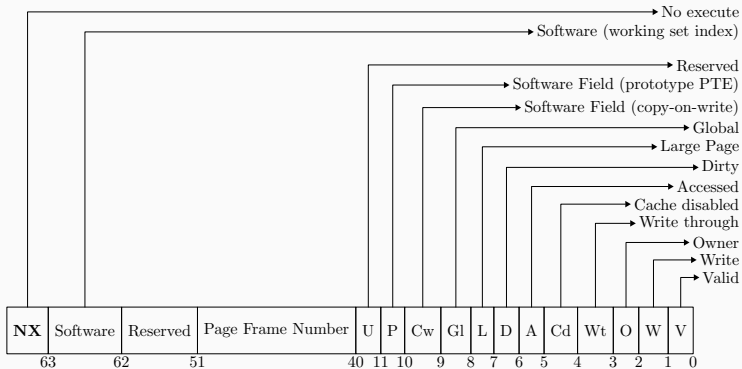 No execute
Software (working set index)
Reserved
Software Field (prototype PTE)
Software Field (copy-on-write)
Global
Large Page
Dirty
Accessed
Cache disabled
Write through
Owner
Write
Valid
NX Software Reserved Page Frame Number U P Cw Gl L D A Cd Wt O W V
63 62 51 40 11 10 9 8 7 6 5 4 3 2 1 0